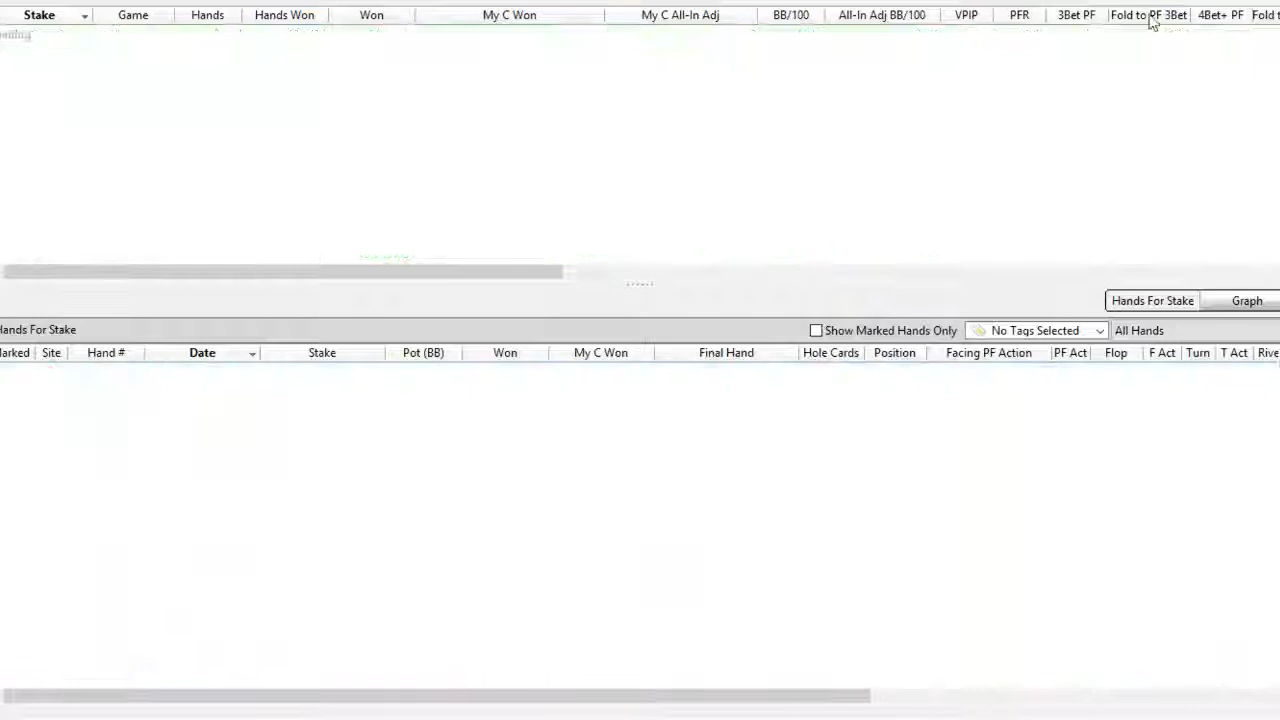 Stake Game Hands Hands Won Won My C Won My C All-In Adj BB/100 All-In Adj BB/100 VPIP PFR 3Bet PF Fold to PF 3Bet 4Bet+ PF Fold
Hands For Stake Graph
Hands For Stake Show Marked Hands Only No Tags Selected All Hands
arked Site Hand # Date Stake Pot (BB) Won My C Won Final Hand Hole Cards Position Facing PF Action PF Act Flop F Act Turn T Act Rive